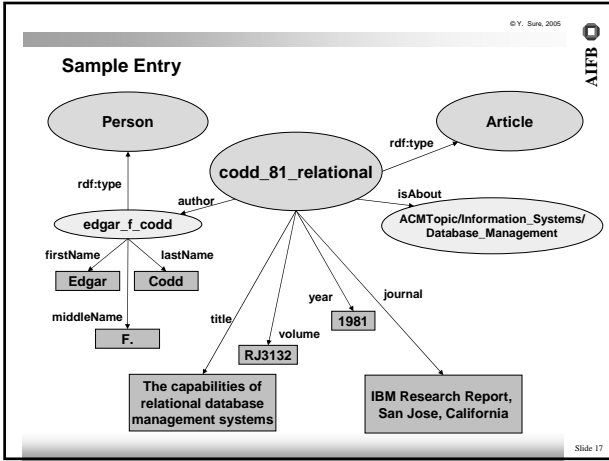 © Y. Sure, 2005
AIFB
Sample Entry
Person
Article
rdf:type
codd_81_relational
rdf:type
author
isAbout
edgar_f_codd
ACMTopic/Information_Systems/
Database_Management
firstName
lastName
Edgar
Codd
middleName
F.
title
volume
year
journal
1981
RJ3132
The capabilities of
relational database
management systems
IBM Research Report,
San Jose, California
Slide 17